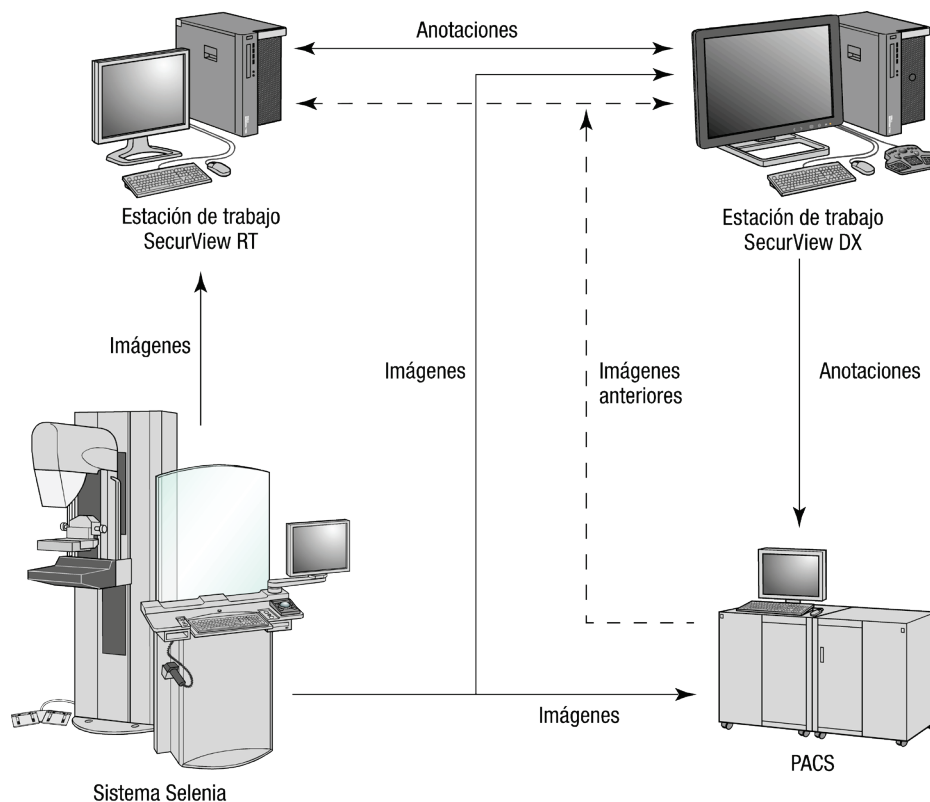 Anotaciones
Estación de trabajo
SecurView RT
Estación de trabajo
SecurView DX
Imágenes
Imágenes
Imágenes
anteriores
Anotaciones
Imágenes
PACS
Sistema Selenia